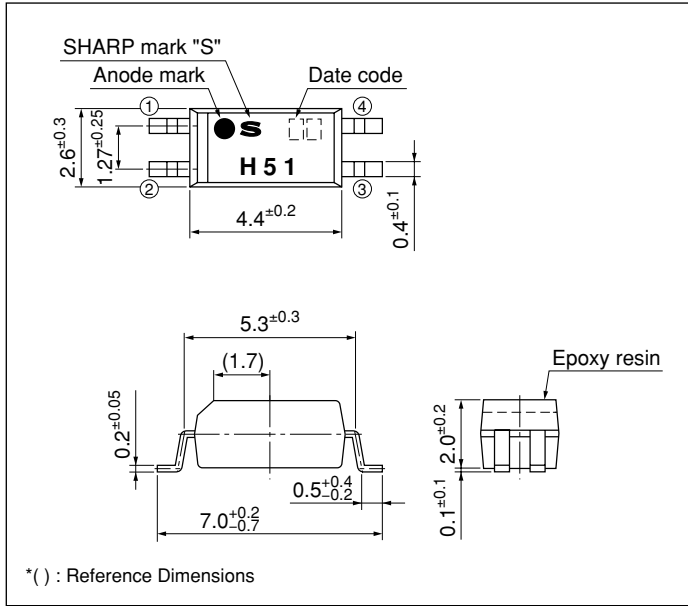 SHARP mark "S"
Anode mark
Date code
①
④
S
H 5 1
②
③
2.6±0.3
1.27±0.25
4.4±0.2
0.4±0.1
5.3±0.3
(1.7)
Epoxy resin
0.2±0.05
2.0±0.2
0.5+0.4−0.2
0.1±0.1
7.0+0.2−0.7
*( ) : Reference Dimensions